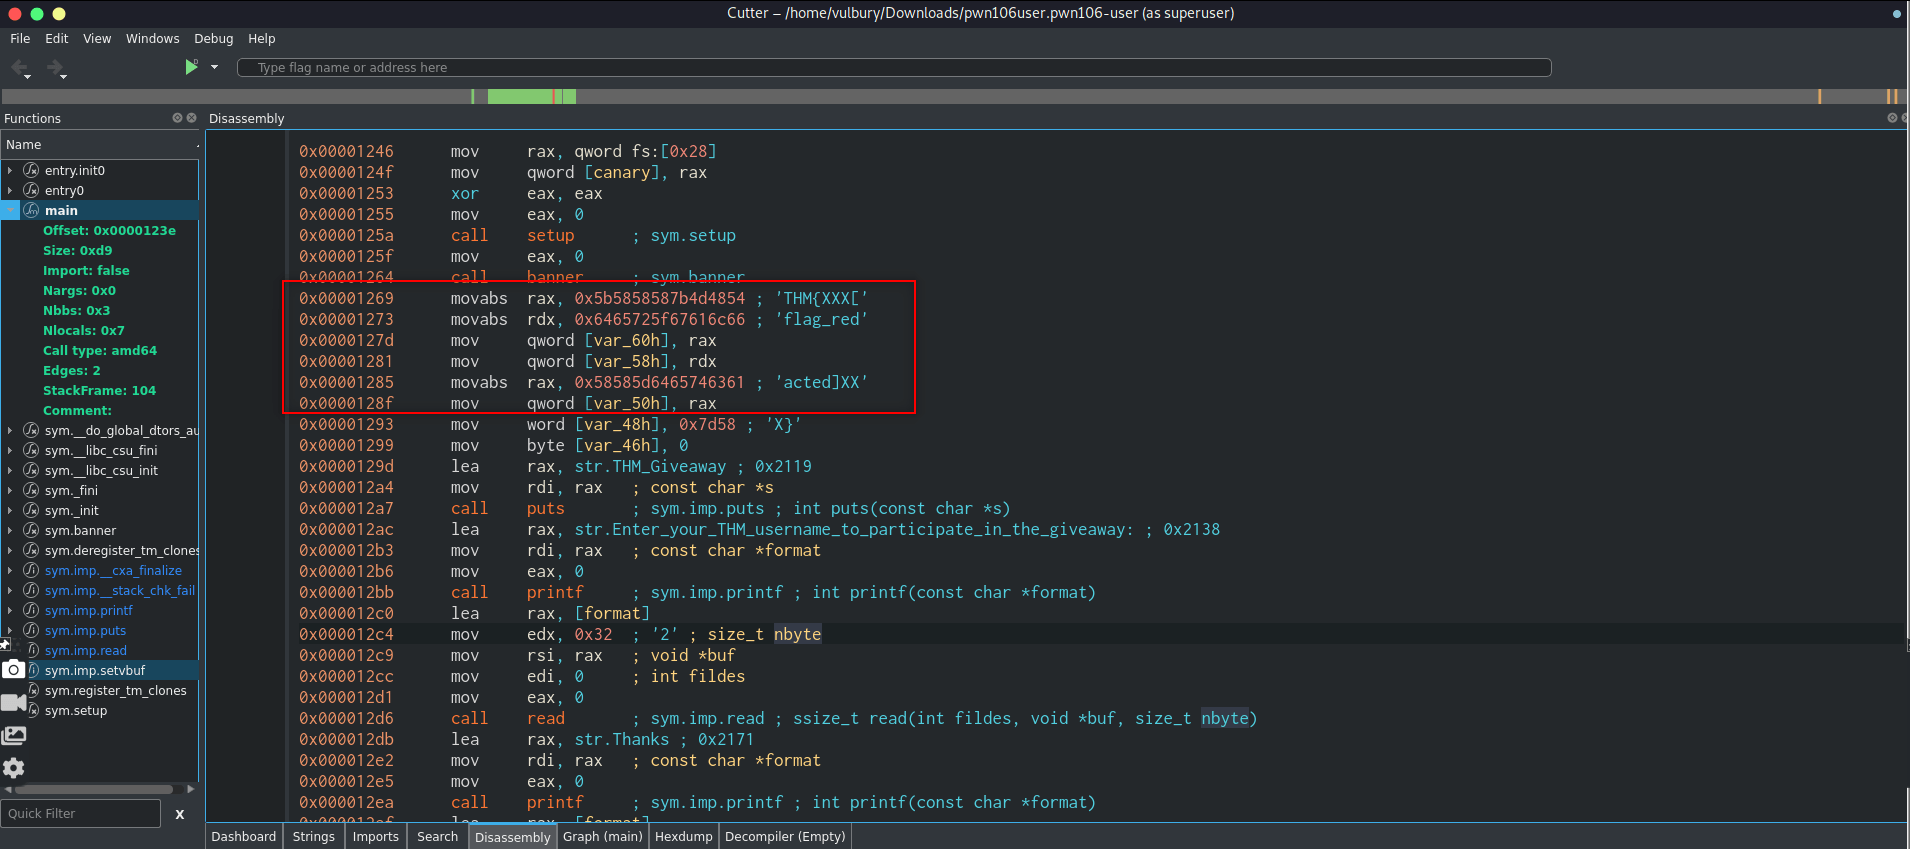 Cutter – /home/vulbury/Downloads/pwn106user.pwn106-user (as superuser)
File Edit View Windows Debug Help
Type flag name or address here
Functions
Name
entry.init0
entry0
main
Offset: 0x0000123e
Size: 0xd9
Import: false
Nargs: 0x0
Nbbs: 0x3
Nlocals: 0x7
Call type: amd64
Edges: 2
StackFrame: 104
Comment:
sym.__do_global_dtors_au
sym.__libc_csu_fini
sym.__libc_csu_init
sym._fini
sym._init
sym.banner
sym.deregister_tm_clones
sym.imp.__cxa_finalize
sym.imp.__stack_chk_fail
sym.imp.printf
sym.imp.puts
sym.imp.read
sym.imp.setvbuf
sym.register_tm_clones
sym.setup
Quick Filter X
Disassembly
0x00001246 mov rax, qword fs:[0x28]
0x0000124f mov qword [canary], rax
0x00001253 xor eax, eax
0x00001255 mov eax, 0
0x0000125a call setup ; sym.setup
0x0000125f mov eax, 0
0x00001264 call banner ; sym.banner
0x00001269 movabs rax, 0x5b5858587b4d4854 ; 'THM{XXX['
0x00001273 movabs rdx, 0x6465725f67616c66 ; 'flag_red'
0x0000127d mov qword [var_60h], rax
0x00001281 mov qword [var_58h], rdx
0x00001285 movabs rax, 0x58585d6465746361 ; 'acted]XX'
0x0000128f mov qword [var_50h], rax
0x00001293 mov word [var_48h], 0x7d58 ; 'X}'
0x00001299 mov byte [var_46h], 0
0x0000129d lea rax, str.THM_Giveaway ; 0x2119
0x000012a4 mov rdi, rax ; const char *s
0x000012a7 call puts ; sym.imp.puts ; int puts(const char *s)
0x000012ac lea rax, str.Enter_your_THM_username_to_participate_in_the_giveaway: ; 0x2138
0x000012b3 mov rdi, rax ; const char *format
0x000012b6 mov eax, 0
0x000012bb call printf ; sym.imp.printf ; int printf(const char *format)
0x000012c0 lea rax, [format]
0x000012c4 mov edx, 0x32 ; '2' ; size_t nbyte
0x000012c9 mov rsi, rax ; void *buf
0x000012cc mov edi, 0 ; int fildes
0x000012d1 mov eax, 0
0x000012d6 call read ; sym.imp.read ; ssize_t read(int fildes, void *buf, size_t nbyte)
0x000012db lea rax, str.Thanks ; 0x2171
0x000012e2 mov rdi, rax ; const char *format
0x000012e5 mov eax, 0
0x000012ea call printf ; sym.imp.printf ; int printf(const char *format)
Dashboard Strings Imports Search Disassembly Graph (main) Hexdump Decompiler (Empty)